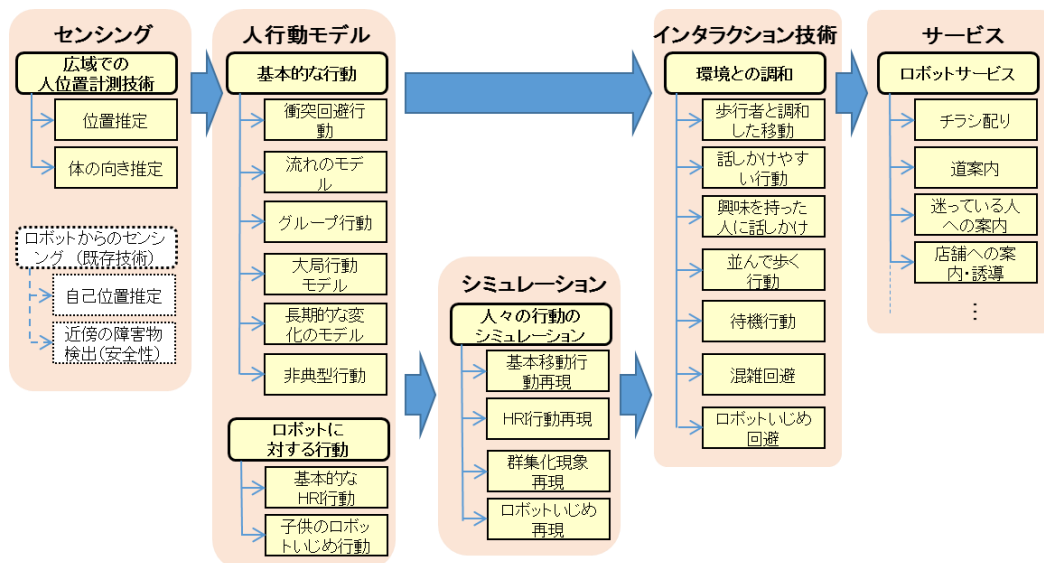 センシング
広域での
人位置計測技術
位置推定
体の向き推定
ロボットからのセンシ
ング（既存技術）
自己位置推定
近傍の障害物
検出(安全性)
人行動モデル
基本的な行動
衝突回避行
動
流れのモデ
ル
グループ行動
大局行動
モデル
長期的な変
化のモデル
非典型行動
ロボットに
対する行動
基本的な
HRI行動
子供のロボッ
トいじめ行動
シミュレーション
人々の行動の
シミュレーション
基本移動行
動再現
HRI行動再現
群集化現象
再現
ロボットいじめ
再現
インタラクション技術
環境との調和
歩行者と調和
した移動
話しかけやす
い行動
興味を持った
人に話しかけ
並んで歩く
行動
待機行動
混雑回避
ロボットいじめ
回避
サービス
ロボットサービス
チラシ配り
道案内
迷っている人
への案内
店舗への案
内・誘導
…